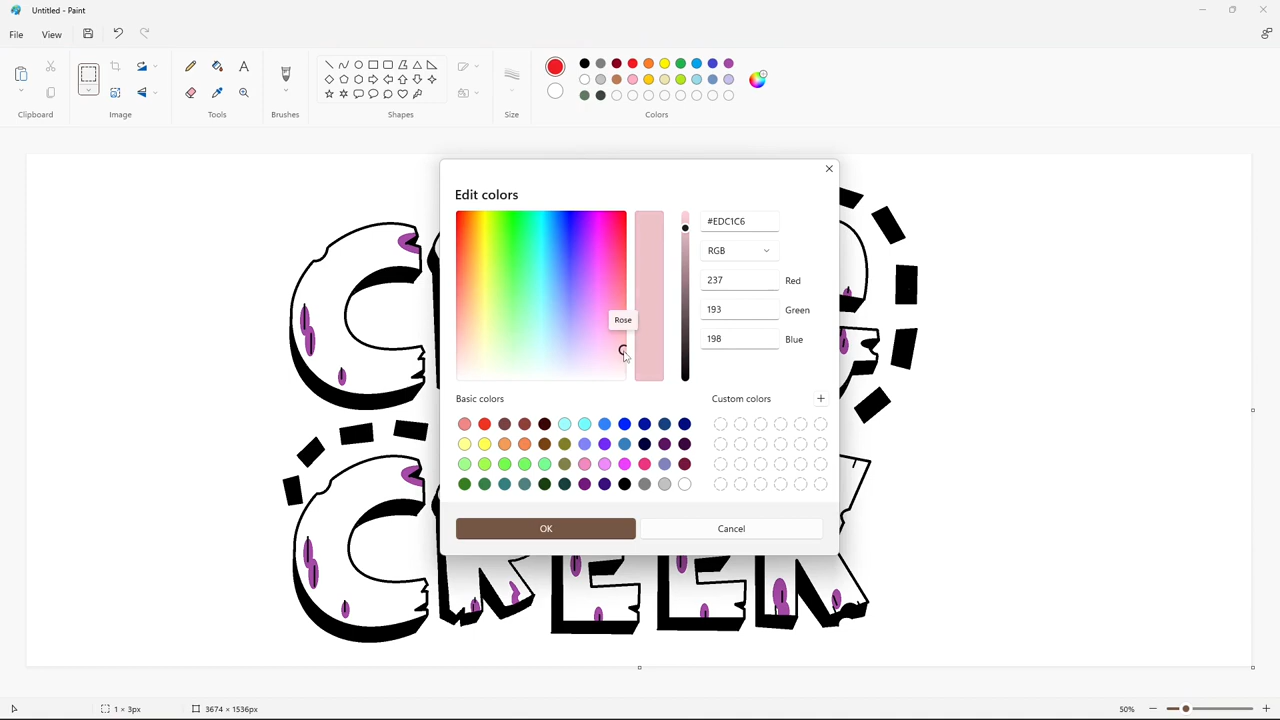 Untitled - Paint
File View
Clipboard Image Tools Brushes Shapes Size Colors
Edit colors
#EDC1C6
RGB
237 Red
193 Green
Rose
198 Blue
Basic colors Custom colors
OK Cancel
C
CREEK
1 × 3px 3674 × 1536px 50%